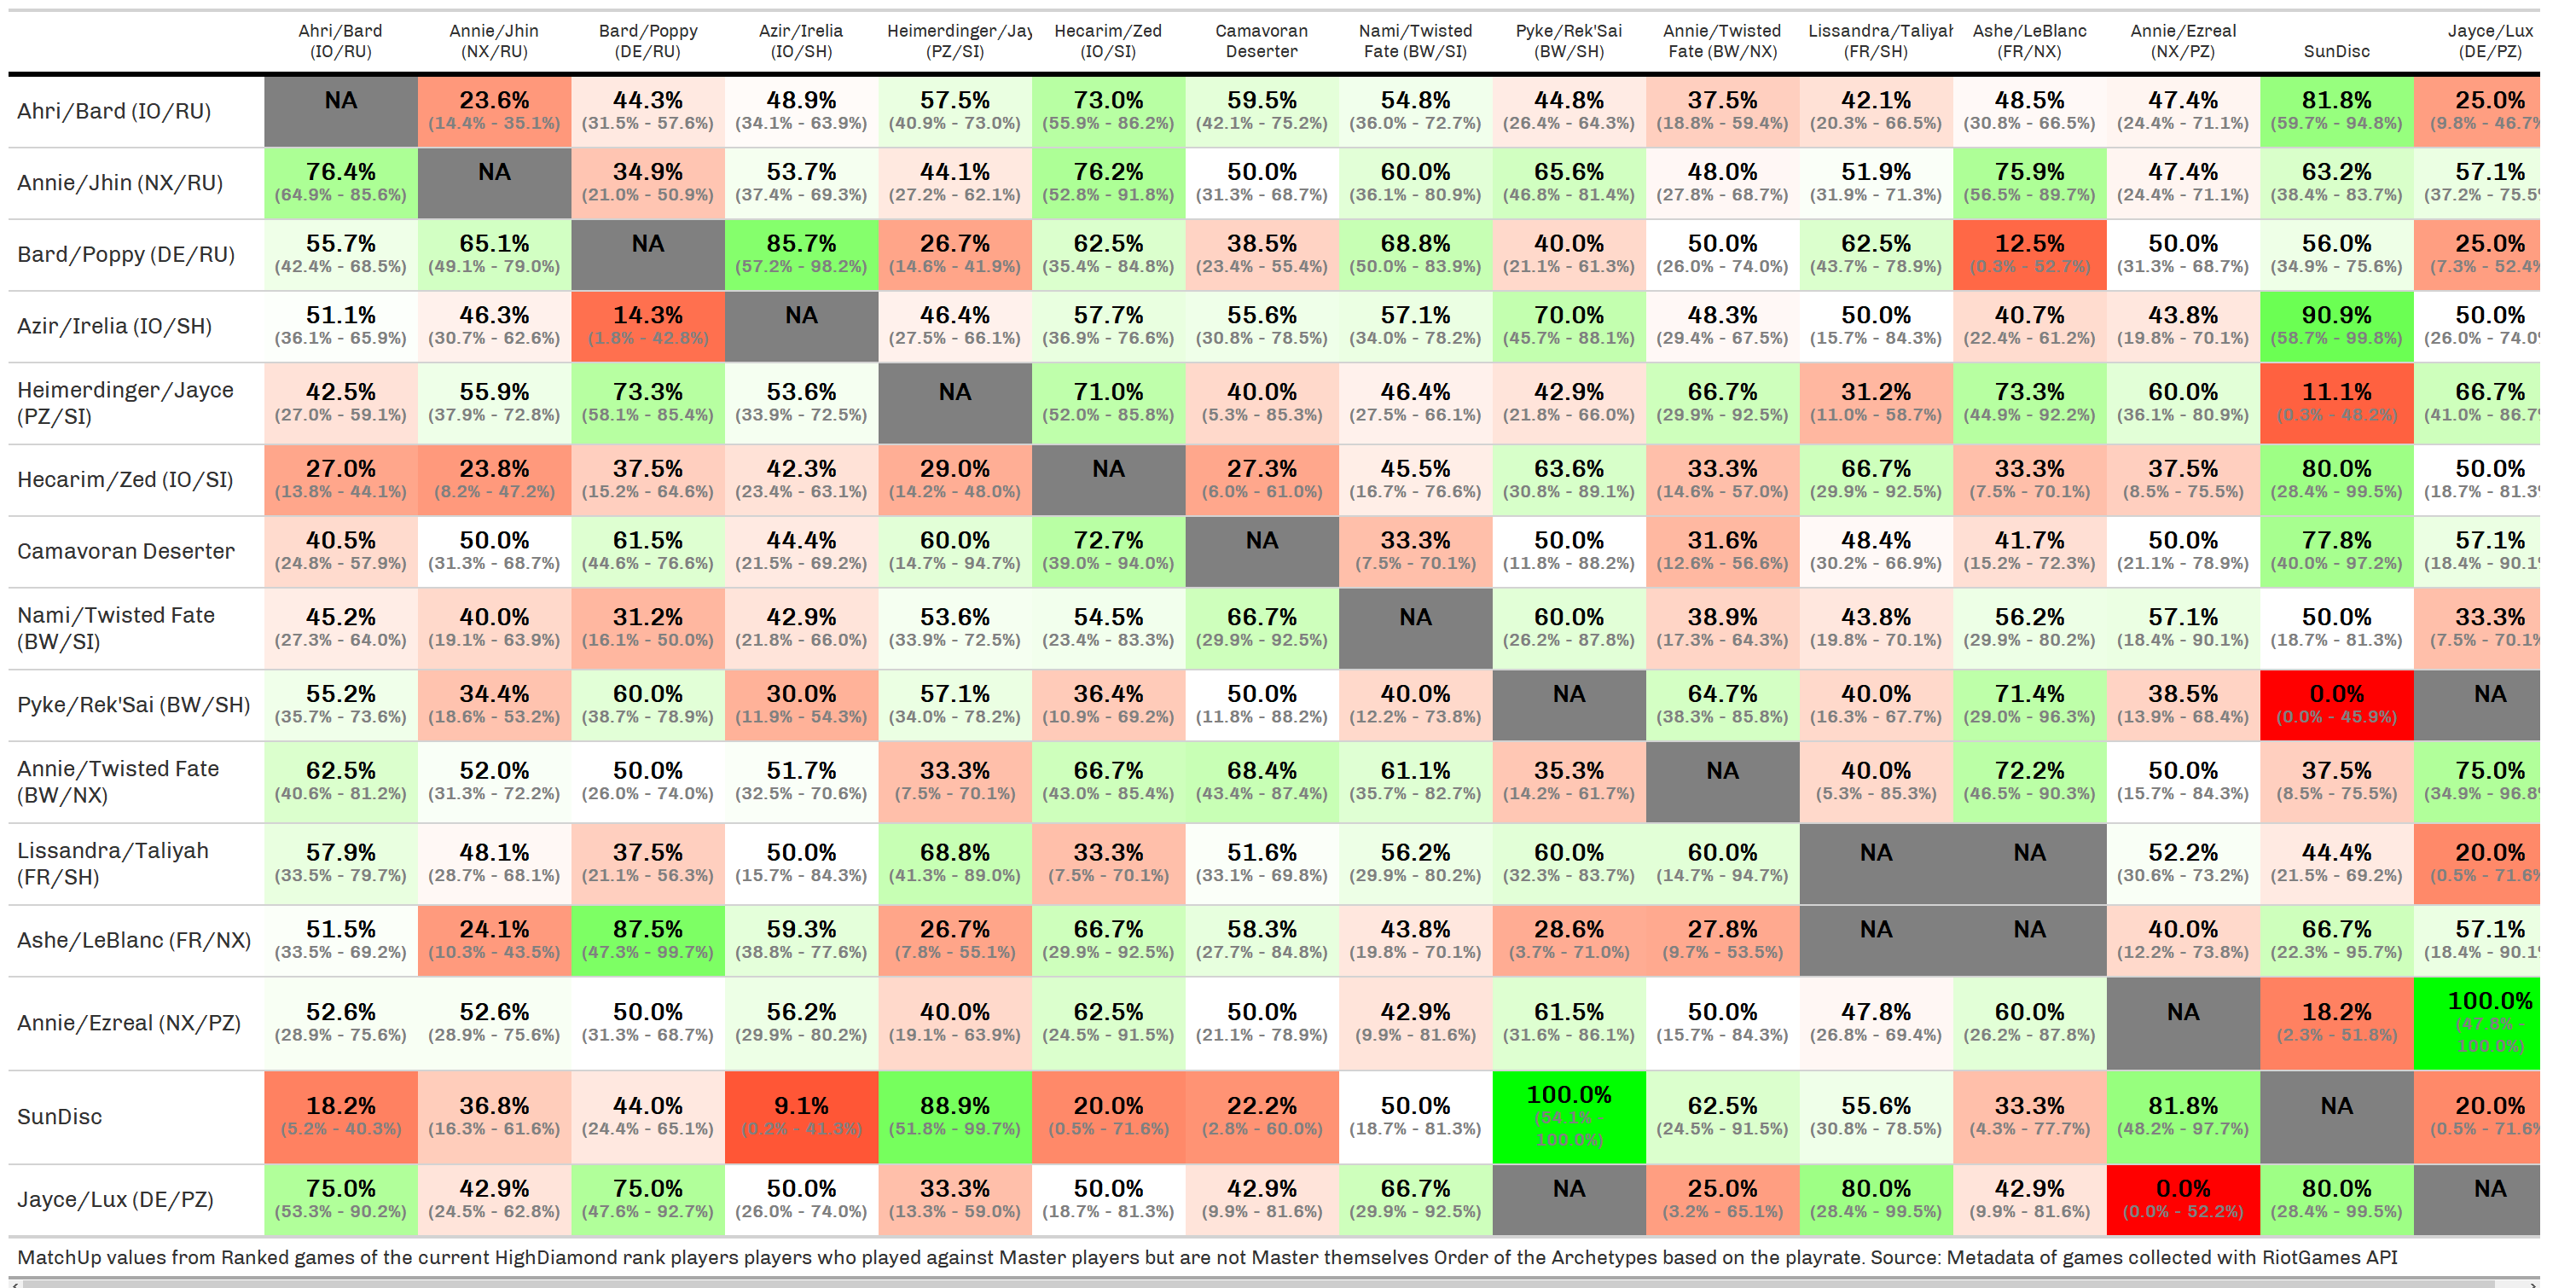 Ahri/Bard Annie/Jhin Bard/Poppy Azir/Irelia Heimerdinger/Jay Hecarim/Zed Camavoran Nami/Twisted Pyke/Rek'Sai Annie/Twisted Lissandra/Taliyah Ashe/LeBlanc Annie/Ezreal SunDisc Jayce/Lux
(IO/RU) (NX/RU) (DE/RU) (IO/SH) (PZ/SI) (IO/SI) Deserter Fate (BW/SI) (BW/SH) Fate (BW/NX) (FR/SH) (FR/NX) (NX/PZ) (DE/PZ)
Ahri/Bard (IO/RU) NA 23.6% 44.3% 48.9% 57.5% 73.0% 59.5% 54.8% 44.8% 37.5% 42.1% 48.5% 47.4% 81.8% 25.0%
(14.4% - 35.1%) (31.5% - 57.6%) (34.1% - 63.9%) (40.9% - 73.0%) (55.9% - 86.2%) (42.1% - 75.2%) (36.0% - 72.7%) (26.4% - 64.3%) (18.8% - 59.4%) (20.3% - 66.5%) (30.8% - 66.5%) (24.4% - 71.1%) (59.7% - 94.8%) (9.8% - 46.7%
Annie/Jhin (NX/RU) 76.4% NA 34.9% 53.7% 44.1% 76.2% 50.0% 60.0% 65.6% 48.0% 51.9% 75.9% 47.4% 63.2% 57.1%
(64.9% - 85.6%) (21.0% - 50.9%) (37.4% - 69.3%) (27.2% - 62.1%) (52.8% - 91.8%) (31.3% - 68.7%) (36.1% - 80.9%) (46.8% - 81.4%) (27.8% - 68.7%) (31.9% - 71.3%) (56.5% - 89.7%) (24.4% - 71.1%) (38.4% - 83.7%) (37.2% - 75.5%
Bard/Poppy (DE/RU) 55.7% 65.1% NA 85.7% 26.7% 62.5% 38.5% 68.8% 40.0% 50.0% 62.5% 12.5% 50.0% 56.0% 25.0%
(42.4% - 68.5%) (49.1% - 79.0%) (57.2% - 98.2%) (14.6% - 41.9%) (35.4% - 84.8%) (23.4% - 55.4%) (50.0% - 83.9%) (21.1% - 61.3%) (26.0% - 74.0%) (43.7% - 78.9%) (0.3% - 52.7%) (31.3% - 68.7%) (34.9% - 75.6%) (7.3% - 52.4%
Azir/Irelia (IO/SH) 51.1% 46.3% 14.3% NA 46.4% 57.7% 55.6% 57.1% 70.0% 48.3% 50.0% 40.7% 43.8% 90.9% 50.0%
(36.1% - 65.9%) (30.7% - 62.6%) (1.8% - 42.8%) (27.5% - 66.1%) (36.9% - 76.6%) (30.8% - 78.5%) (34.0% - 78.2%) (45.7% - 88.1%) (29.4% - 67.5%) (15.7% - 84.3%) (22.4% - 61.2%) (19.8% - 70.1%) (58.7% - 99.8%) (26.0% - 74.0%
Heimerdinger/Jayce 42.5% 55.9% 73.3% 53.6% NA 71.0% 40.0% 46.4% 42.9% 66.7% 31.2% 73.3% 60.0% 11.1% 66.7%
(PZ/SI) (27.0% - 59.1%) (37.9% - 72.8%) (58.1% - 85.4%) (33.9% - 72.5%) (52.0% - 85.8%) (5.3% - 85.3%) (27.5% - 66.1%) (21.8% - 66.0%) (29.9% - 92.5%) (11.0% - 58.7%) (44.9% - 92.2%) (36.1% - 80.9%) (0.3% - 48.2%) (41.0% - 86.7%
Hecarim/Zed (IO/SI) 27.0% 23.8% 37.5% 42.3% 29.0% NA 27.3% 45.5% 63.6% 33.3% 66.7% 33.3% 37.5% 80.0% 50.0%
(13.8% - 44.1%) (8.2% - 47.2%) (15.2% - 64.6%) (23.4% - 63.1%) (14.2% - 48.0%) (6.0% - 61.0%) (16.7% - 76.6%) (30.8% - 89.1%) (14.6% - 57.0%) (29.9% - 92.5%) (7.5% - 70.1%) (8.5% - 75.5%) (28.4% - 99.5%) (18.7% - 81.3%
Camavoran Deserter 40.5% 50.0% 61.5% 44.4% 60.0% 72.7% NA 33.3% 50.0% 31.6% 48.4% 41.7% 50.0% 77.8% 57.1%
(24.8% - 57.9%) (31.3% - 68.7%) (44.6% - 76.6%) (21.5% - 69.2%) (14.7% - 94.7%) (39.0% - 94.0%) (7.5% - 70.1%) (11.8% - 88.2%) (12.6% - 56.6%) (30.2% - 66.9%) (15.2% - 72.3%) (21.1% - 78.9%) (40.0% - 97.2%) (18.4% - 90.1%
Nami/Twisted Fate 45.2% 40.0% 31.2% 42.9% 53.6% 54.5% 66.7% NA 60.0% 38.9% 43.8% 56.2% 57.1% 50.0% 33.3%
(BW/SI) (27.3% - 64.0%) (19.1% - 63.9%) (16.1% - 50.0%) (21.8% - 66.0%) (33.9% - 72.5%) (23.4% - 83.3%) (29.9% - 92.5%) (26.2% - 87.8%) (17.3% - 64.3%) (19.8% - 70.1%) (29.9% - 80.2%) (18.4% - 90.1%) (18.7% - 81.3%) (7.5% - 70.1%
Pyke/Rek'Sai (BW/SH) 55.2% 34.4% 60.0% 30.0% 57.1% 36.4% 50.0% 40.0% NA 64.7% 40.0% 71.4% 38.5% 0.0% NA
(35.7% - 73.6%) (18.6% - 53.2%) (38.7% - 78.9%) (11.9% - 54.3%) (34.0% - 78.2%) (10.9% - 69.2%) (11.8% - 88.2%) (12.2% - 73.8%) (38.3% - 85.8%) (16.3% - 67.7%) (29.0% - 96.3%) (13.9% - 68.4%) (0.0% - 45.9%)
Annie/Twisted Fate 62.5% 52.0% 50.0% 51.7% 33.3% 66.7% 68.4% 61.1% 35.3% NA 40.0% 72.2% 50.0% 37.5% 75.0%
(BW/NX) (40.6% - 81.2%) (31.3% - 72.2%) (26.0% - 74.0%) (32.5% - 70.6%) (7.5% - 70.1%) (43.0% - 85.4%) (43.4% - 87.4%) (35.7% - 82.7%) (14.2% - 61.7%) (5.3% - 85.3%) (46.5% - 90.3%) (15.7% - 84.3%) (8.5% - 75.5%) (34.9% - 96.8%
Lissandra/Taliyah 57.9% 48.1% 37.5% 50.0% 68.8% 33.3% 51.6% 56.2% 60.0% 60.0% NA NA 52.2% 44.4% 20.0%
(FR/SH) (33.5% - 79.7%) (28.7% - 68.1%) (21.1% - 56.3%) (15.7% - 84.3%) (41.3% - 89.0%) (7.5% - 70.1%) (33.1% - 69.8%) (29.9% - 80.2%) (32.3% - 83.7%) (14.7% - 94.7%) (30.6% - 73.2%) (21.5% - 69.2%) (0.5% - 71.6%
Ashe/LeBlanc (FR/NX) 51.5% 24.1% 87.5% 59.3% 26.7% 66.7% 58.3% 43.8% 28.6% 27.8% NA NA 40.0% 66.7% 57.1%
(33.5% - 69.2%) (10.3% - 43.5%) (47.3% - 99.7%) (38.8% - 77.6%) (7.8% - 55.1%) (29.9% - 92.5%) (27.7% - 84.8%) (19.8% - 70.1%) (3.7% - 71.0%) (9.7% - 53.5%) (12.2% - 73.8%) (22.3% - 95.7%) (18.4% - 90.1%
Annie/Ezreal (NX/PZ) 52.6% 52.6% 50.0% 56.2% 40.0% 62.5% 50.0% 42.9% 61.5% 50.0% 47.8% 60.0% NA 18.2% 100.0%
(28.9% - 75.6%) (28.9% - 75.6%) (31.3% - 68.7%) (29.9% - 80.2%) (19.1% - 63.9%) (24.5% - 91.5%) (21.1% - 78.9%) (9.9% - 81.6%) (31.6% - 86.1%) (15.7% - 84.3%) (26.8% - 69.4%) (26.2% - 87.8%) (2.3% - 51.8%) (47.8% -
100.0%)
SunDisc 18.2% 36.8% 44.0% 9.1% 88.9% 20.0% 22.2% 50.0% 100.0% 62.5% 55.6% 33.3% 81.8% NA 20.0%
(5.2% - 40.3%) (16.3% - 61.6%) (24.4% - 65.1%) (0.2% - 41.3%) (51.8% - 99.7%) (0.5% - 71.6%) (2.8% - 60.0%) (18.7% - 81.3%) (54.1% - (24.5% - 91.5%) (30.8% - 78.5%) (4.3% - 77.7%) (48.2% - 97.7%) (0.5% - 71.6%
100.0%)
Jayce/Lux (DE/PZ) 75.0% 42.9% 75.0% 50.0% 33.3% 50.0% 42.9% 66.7% NA 25.0% 80.0% 42.9% 0.0% 80.0% NA
(53.3% - 90.2%) (24.5% - 62.8%) (47.6% - 92.7%) (26.0% - 74.0%) (13.3% - 59.0%) (18.7% - 81.3%) (9.9% - 81.6%) (29.9% - 92.5%) (3.2% - 65.1%) (28.4% - 99.5%) (9.9% - 81.6%) (0.0% - 52.2%) (28.4% - 99.5%)
MatchUp values from Ranked games of the current HighDiamond rank players players who played against Master players but are not Master themselves Order of the Archetypes based on the playrate. Source: Metadata of games collected with RiotGames API